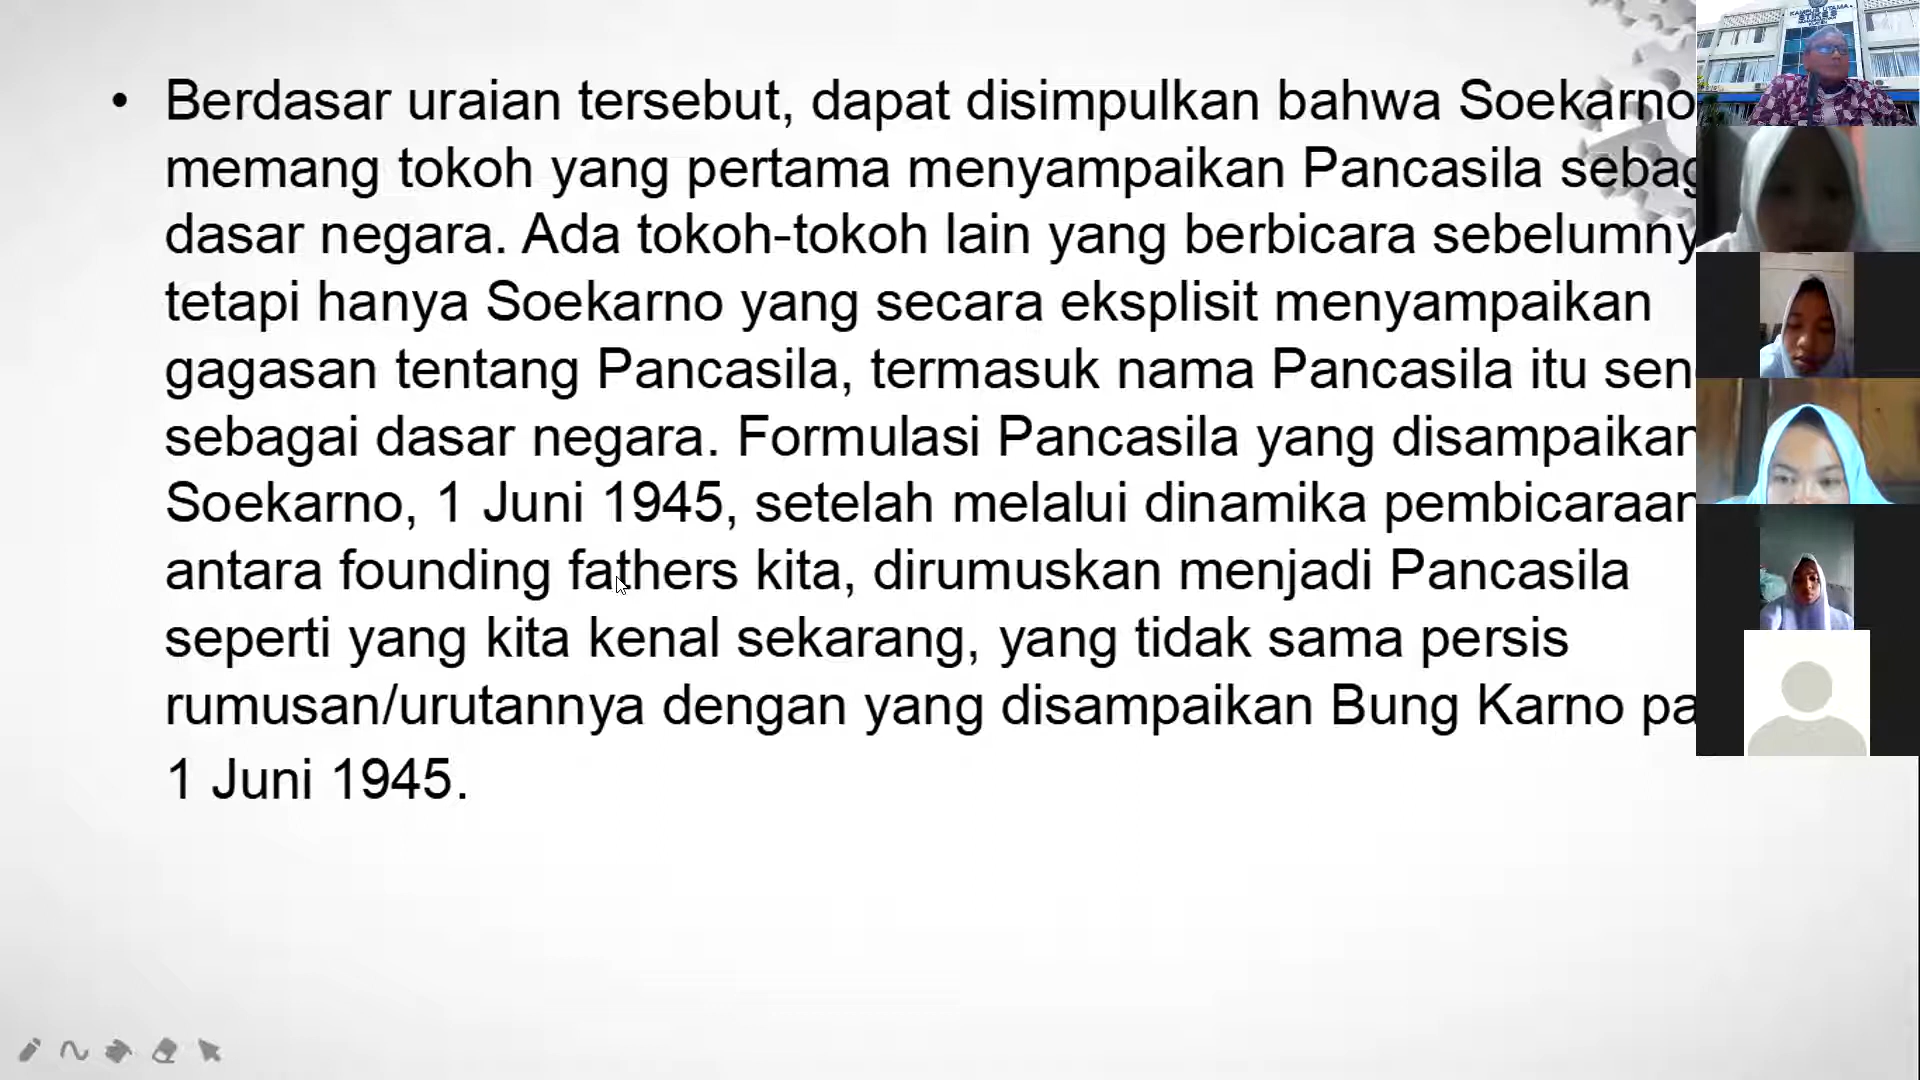 • Berdasar uraian tersebut, dapat disimpulkan bahwa Soekarno
memang tokoh yang pertama menyampaikan Pancasila
dasar negara. Ada tokoh-tokoh lain yang berbicara
tetapi hanya Soekarno yang secara eksplisit menyampaikan
gagasan tentang Pancasila, termasuk nama Pancasila itu
sebagai dasar negara. Formulasi Pancasila yang disampaikan
Soekarno, 1 Juni 1945, setelah melalui dinamika pembicaraan
antara founding fathers kita, dirumuskan menjadi Pancasila
seperti yang kita kenal sekarang, yang tidak sama persis
rumusan/urutannya dengan yang disampaikan Bung Karno
1 Juni 1945.
KAMPUS UTAMA
STIKES